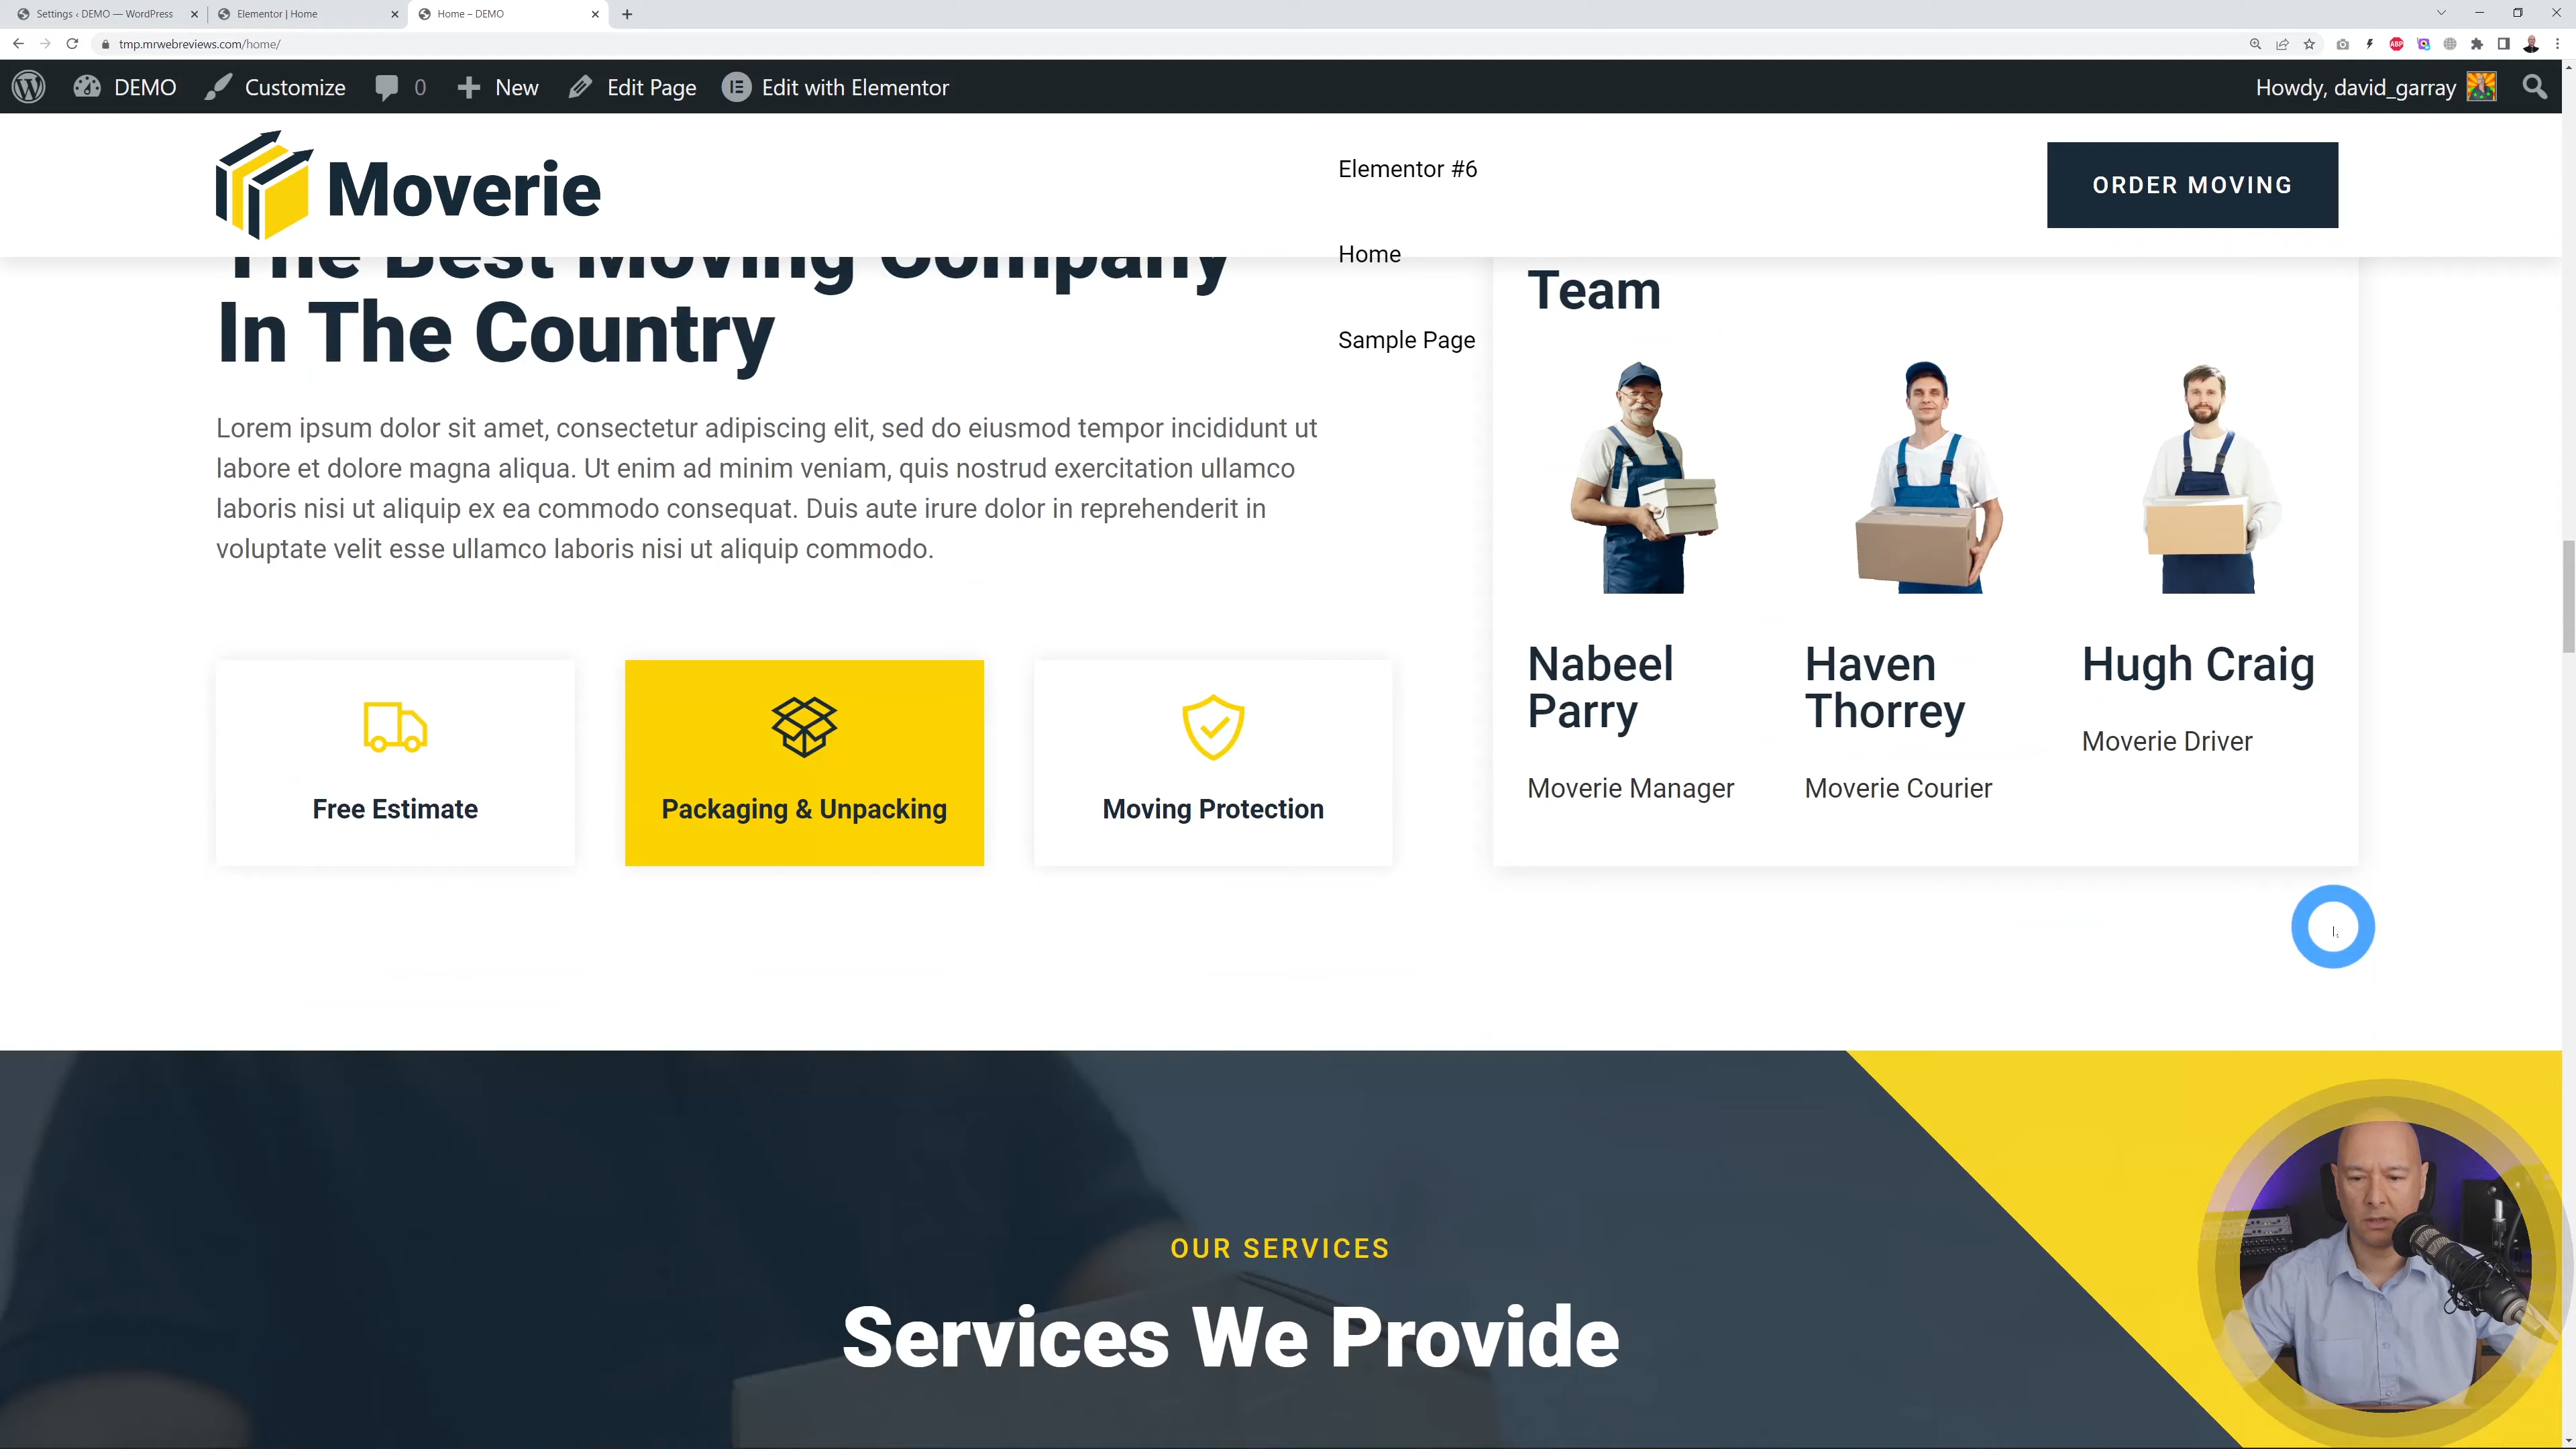 Settings ‹ DEMO — WordPress
Elementor | Home
Home – DEMO
tmp.mrwebreviews.com/home/
ABP
DEMO
Customize
0
New
Edit Page
Edit with Elementor
Howdy, david_garray
Moverie
Elementor #6
Home
Sample Page
ORDER MOVING
The Best Moving Company
In The Country
Lorem ipsum dolor sit amet, consectetur adipiscing elit, sed do eiusmod tempor incididunt ut
labore et dolore magna aliqua. Ut enim ad minim veniam, quis nostrud exercitation ullamco
laboris nisi ut aliquip ex ea commodo consequat. Duis aute irure dolor in reprehenderit in
voluptate velit esse ullamco laboris nisi ut aliquip commodo.
Free Estimate
Packaging & Unpacking
Moving Protection
Team
Nabeel
Parry
Moverie Manager
Haven
Thorrey
Moverie Courier
Hugh Craig
Moverie Driver
OUR SERVICES
Services We Provide